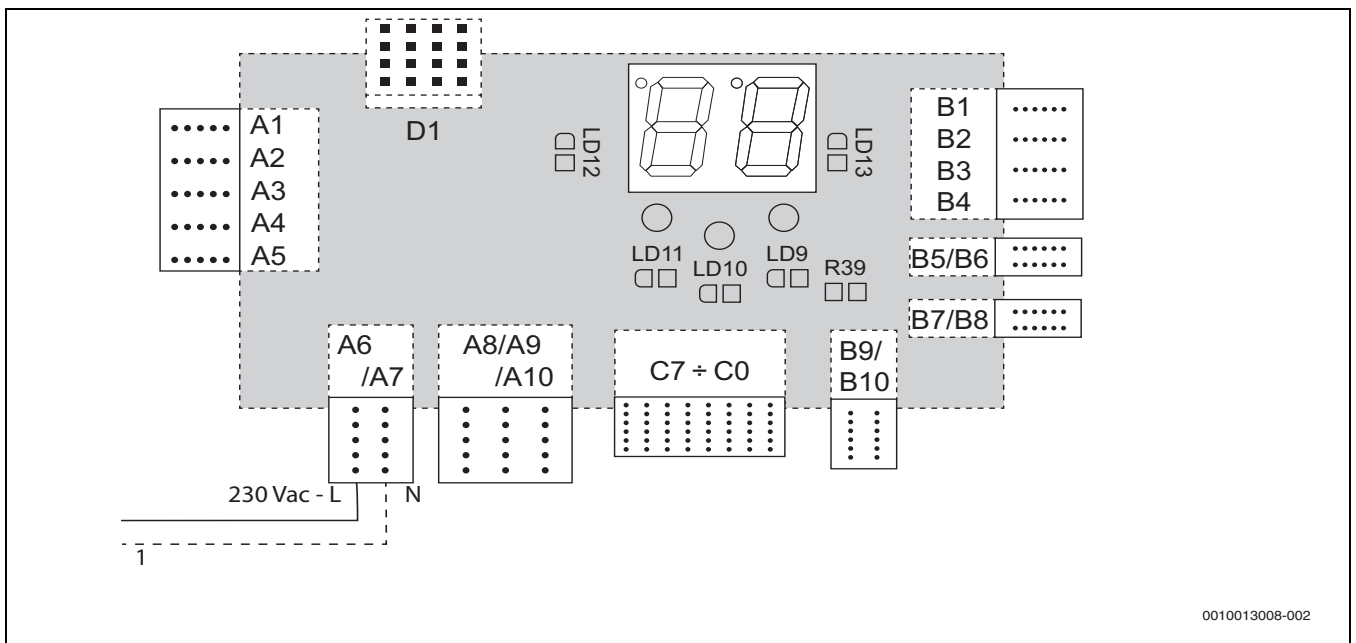 D1
A1
A2
A3
A4
A5
LD12
LD13
B1
B2
B3
B4
LD11
LD10
LD9
R39
B5/B6
B7/B8
A6
/A7
A8/A9
/A10
C7 ÷ C0
B9/
B10
230 Vac - L
N
1
0010013008-002